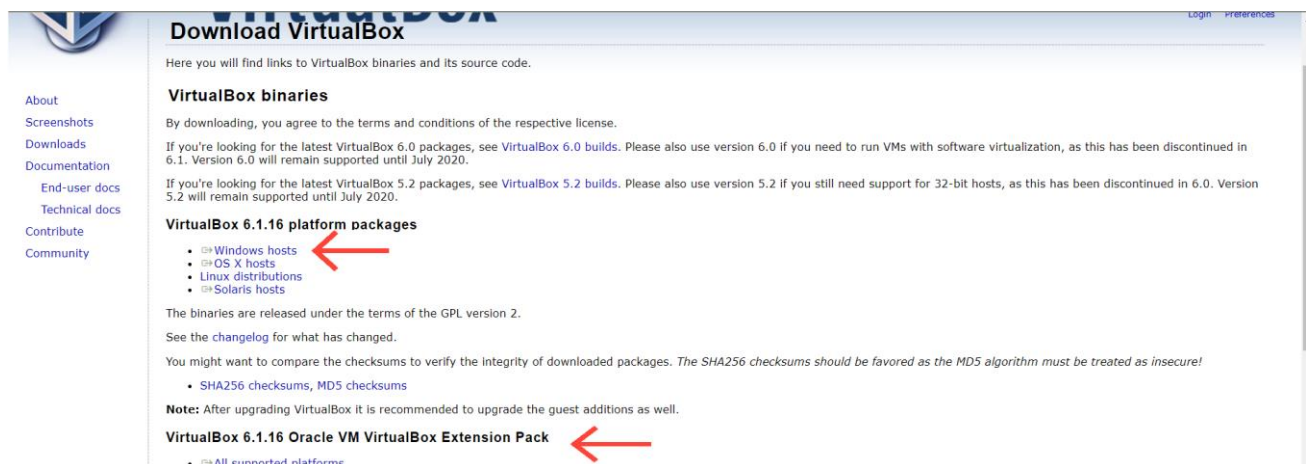 VirtualBox
Login Preferences
Download VirtualBox
Here you will find links to VirtualBox binaries and its source code.
About
Screenshots
Downloads
Documentation
End-user docs
Technical docs
Contribute
Community
VirtualBox binaries
By downloading, you agree to the terms and conditions of the respective license.
If you're looking for the latest VirtualBox 6.0 packages, see VirtualBox 6.0 builds. Please also use version 6.0 if you need to run VMs with software virtualization, as this has been discontinued in
6.1. Version 6.0 will remain supported until July 2020.
If you're looking for the latest VirtualBox 5.2 packages, see VirtualBox 5.2 builds. Please also use version 5.2 if you still need support for 32-bit hosts, as this has been discontinued in 6.0. Version
5.2 will remain supported until July 2020.
VirtualBox 6.1.16 platform packages
Windows hosts
OS X hosts
Linux distributions
Solaris hosts
The binaries are released under the terms of the GPL version 2.
See the changelog for what has changed.
You might want to compare the checksums to verify the integrity of downloaded packages. The SHA256 checksums should be favored as the MD5 algorithm must be treated as insecure!
SHA256 checksums, MD5 checksums
Note: After upgrading VirtualBox it is recommended to upgrade the guest additions as well.
VirtualBox 6.1.16 Oracle VM VirtualBox Extension Pack
All supported platforms